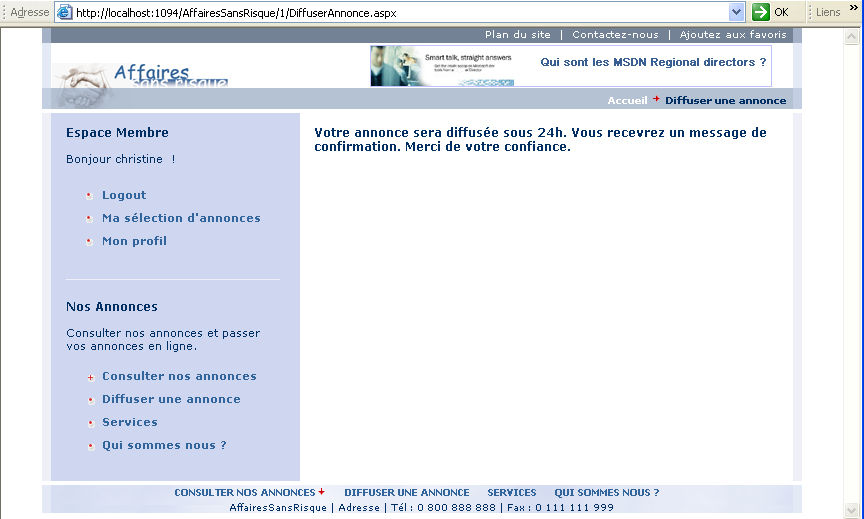 Adresse http://localhost:1094/AffairesSansRisque/1/DiffuserAnnonce.aspx OK Liens »
Plan du site | Contactez-nous | Ajoutez aux favoris
Affaires
sans risque
Smart talk, straight answers
Qui sont les MSDN Regional directors ?
Accueil Diffuser une annonce
Espace Membre
Bonjour christine !
Logout
Ma sélection d'annonces
Mon profil
Nos Annonces
Consulter nos annonces et passer
vos annonces en ligne.
Consulter nos annonces
Diffuser une annonce
Services
Qui sommes nous ?
Votre annonce sera diffusée sous 24h. Vous recevrez un message de
confirmation. Merci de votre confiance.
CONSULTER NOS ANNONCES DIFFUSER UNE ANNONCE SERVICES QUI SOMMES NOUS ?
AffairesSansRisque | Adresse | Tél : 0 800 888 888 | Fax : 0 111 111 999